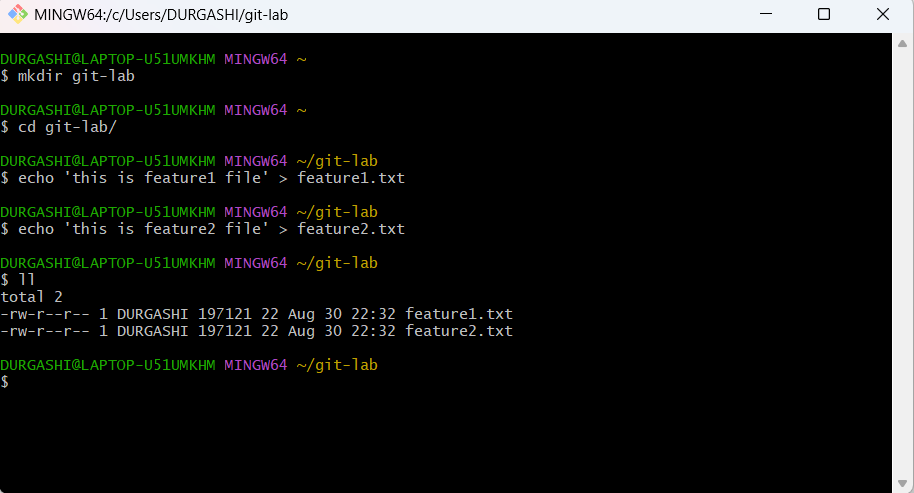 MINGW64:/c/Users/DURGASHI/git-lab
DURGASHI@LAPTOP-U51UMKHM MINGW64 ~
$ mkdir git-lab
DURGASHI@LAPTOP-U51UMKHM MINGW64 ~
$ cd git-lab/
DURGASHI@LAPTOP-U51UMKHM MINGW64 ~/git-lab
$ echo 'this is feature1 file' > feature1.txt
DURGASHI@LAPTOP-U51UMKHM MINGW64 ~/git-lab
$ echo 'this is feature2 file' > feature2.txt
DURGASHI@LAPTOP-U51UMKHM MINGW64 ~/git-lab
$ ll
total 2
-rw-r--r-- 1 DURGASHI 197121 22 Aug 30 22:32 feature1.txt
-rw-r--r-- 1 DURGASHI 197121 22 Aug 30 22:32 feature2.txt
DURGASHI@LAPTOP-U51UMKHM MINGW64 ~/git-lab
$